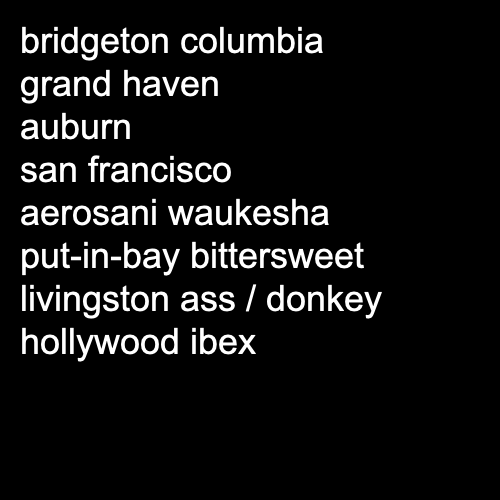 bridgeton columbia
grand haven
auburn
san francisco
aerosani waukesha
put-in-bay bittersweet
livingston ass / donkey
hollywood ibex